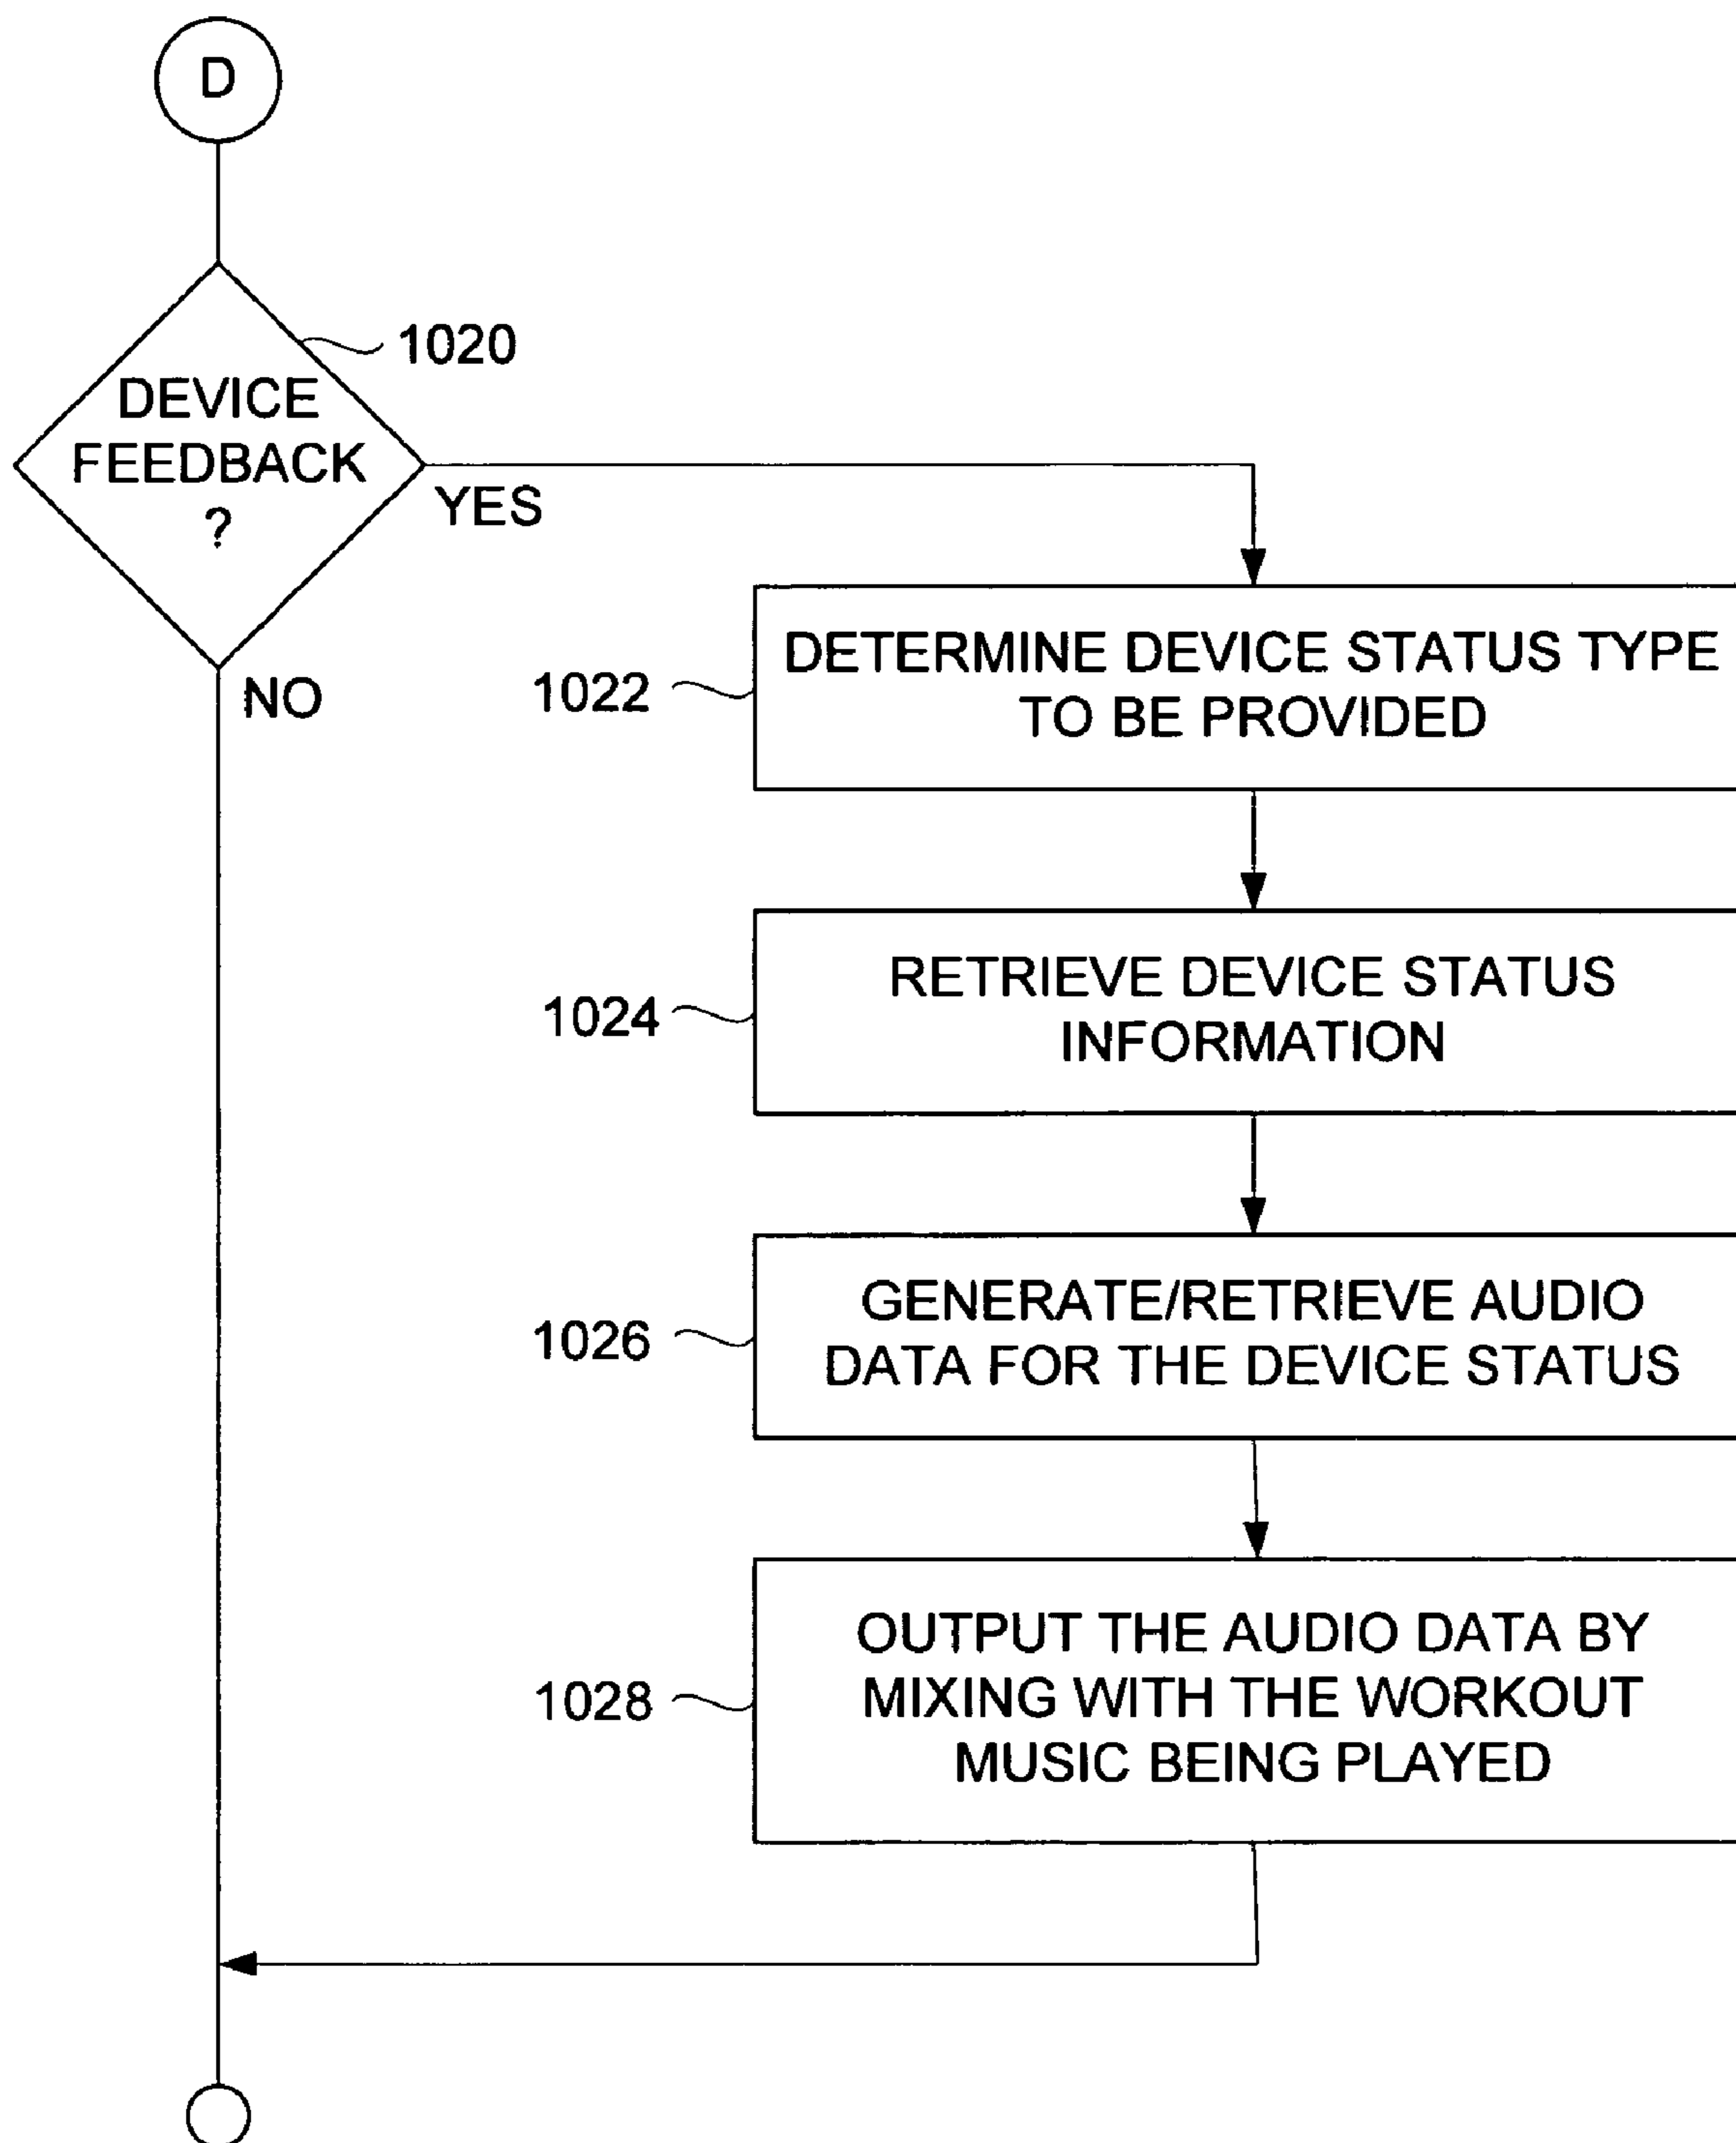 D
1020
DEVICE
FEEDBACK
?
YES
NO
1022
DETERMINE DEVICE STATUS TYPE
TO BE PROVIDED
1024
RETRIEVE DEVICE STATUS
INFORMATION
1026
GENERATE/RETRIEVE AUDIO
DATA FOR THE DEVICE STATUS
1028
OUTPUT THE AUDIO DATA BY
MIXING WITH THE WORKOUT
MUSIC BEING PLAYED